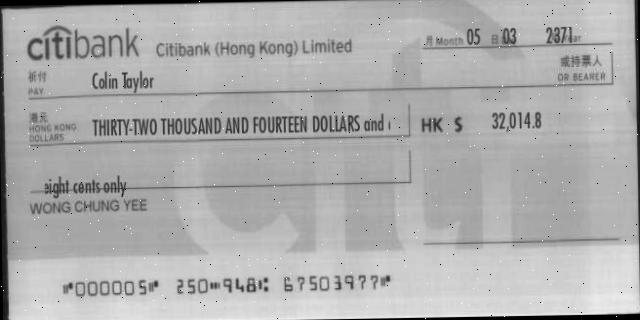 citibank Citibank (Hong Kong) Limited
月 Month 05 日 03 2371
祈付 Colin Taylor 或持票人
PAY OR BEARER
港元
HONG KONG DOLLARS THIRTY-TWO THOUSAND AND FOURTEEN DOLLARS and HK $ 32,014.8
eight cents only
WONG CHUNG YEE
⑈000005⑈ 250⑉948⑆ 67503977⑈